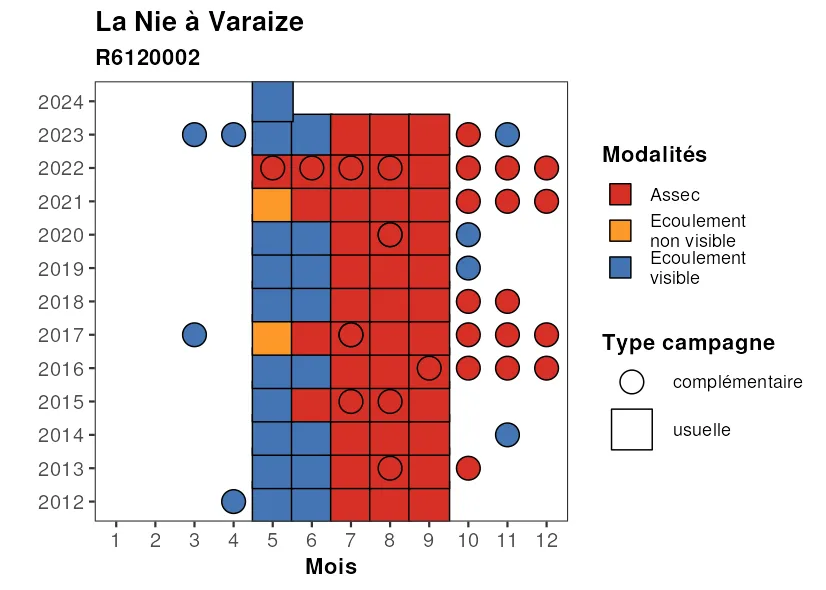 La Nie à Varaize
R6120002
2024
2023
2022
2021
2020
2019
2018
2017
2016
2015
2014
2013
2012
1 2 3 4 5 6 7 8 9 10 11 12
Mois
Modalités
Assec
Ecoulement
non visible
Ecoulement
visible
Type campagne
complémentaire
usuelle